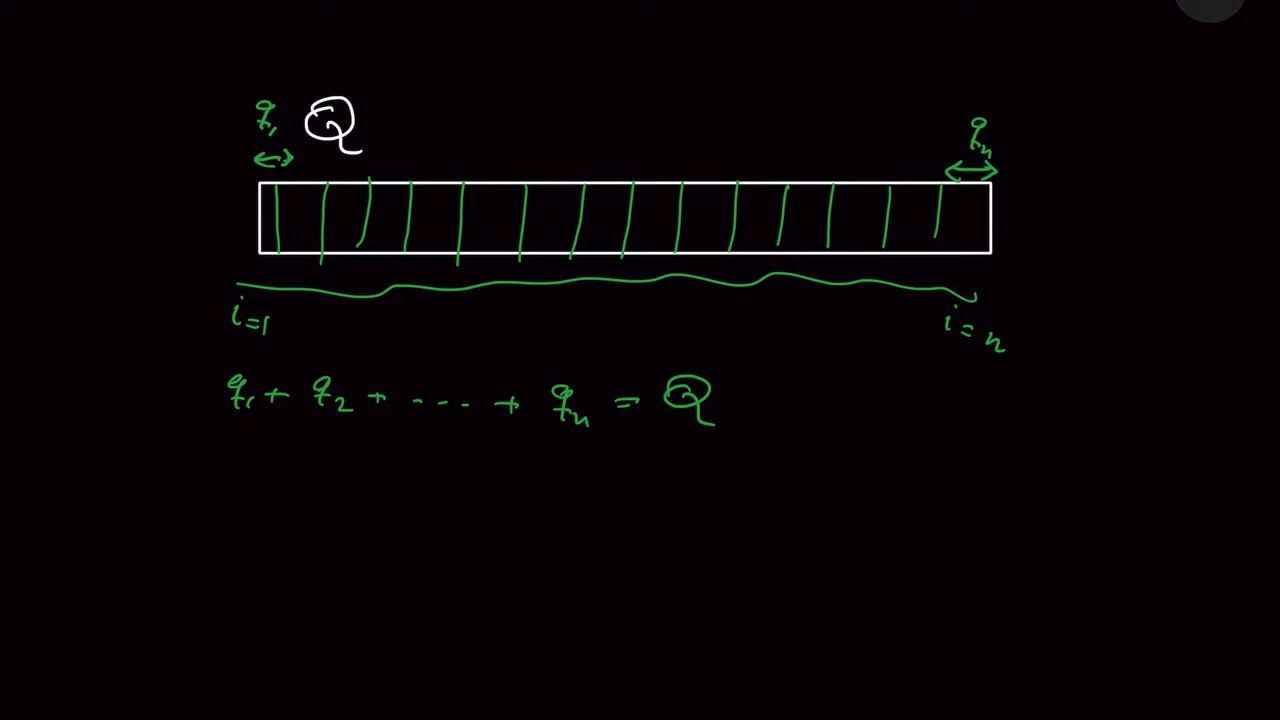 q₁ Q
qₙ
i=1
i=n
q₁ + q₂ + .... + qₙ = Q